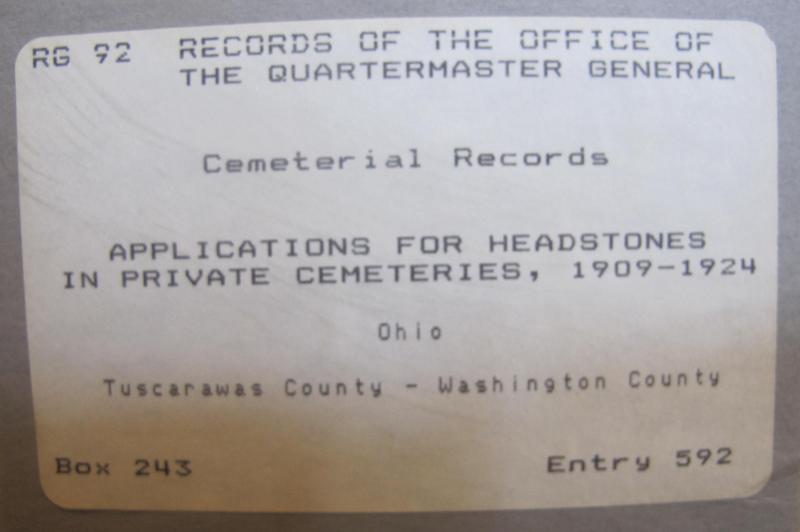 RG 92 RECORDS OF THE OFFICE OF
THE QUARTERMASTER GENERAL
Cemeterial Records
APPLICATIONS FOR HEADSTONES
IN PRIVATE CEMETERIES, 1909-1924
Ohio
Tuscarawas County - Washington County
Box 243 Entry 592